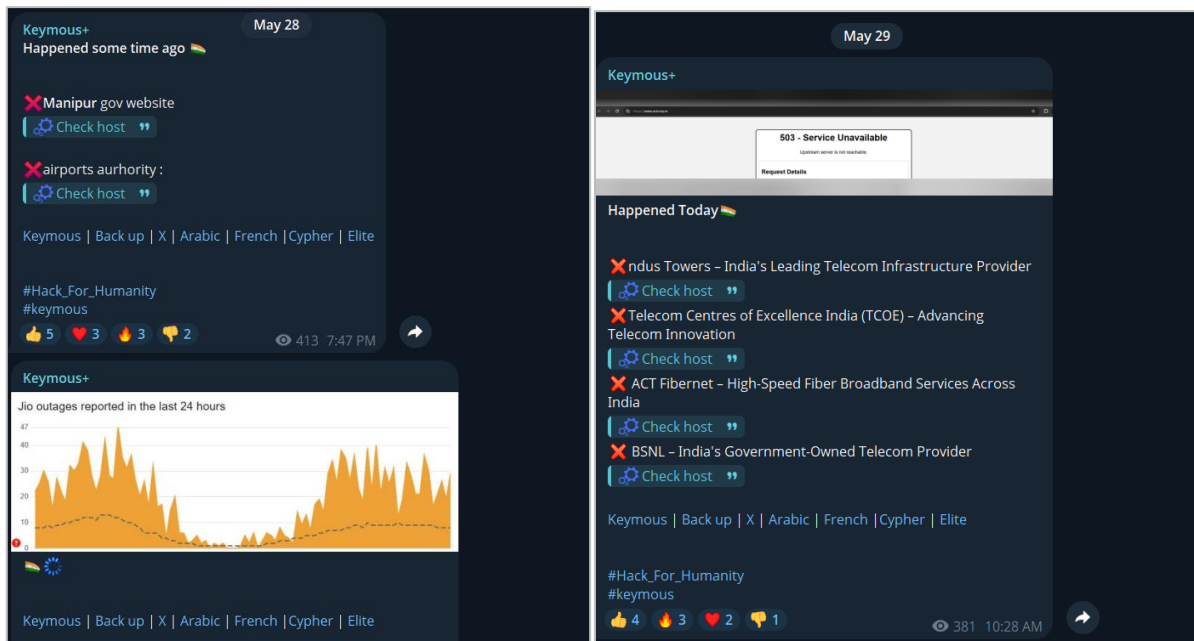 May 28
Keymous+
Happened some time ago
Manipur gov website
Check host
airports aurhority :
Check host
Keymous | Back up | X | Arabic | French |Cypher | Elite
#Hack_For_Humanity
#keymous
5 3 3 2
413 7:47 PM
Keymous+
Jio outages reported in the last 24 hours
47
40
30
20
10
0
Keymous | Back up | X | Arabic | French |Cypher | Elite
May 29
Keymous+
503 - Service Unavailable
Upstream server is not reachable.
Request Details
Happened Today
ndus Towers – India's Leading Telecom Infrastructure Provider
Check host
Telecom Centres of Excellence India (TCOE) – Advancing
Telecom Innovation
Check host
ACT Fibernet – High-Speed Fiber Broadband Services Across
India
Check host
BSNL – India's Government-Owned Telecom Provider
Check host
Keymous | Back up | X | Arabic | French |Cypher | Elite
#Hack_For_Humanity
#keymous
4 3 2 1
381 10:28 AM